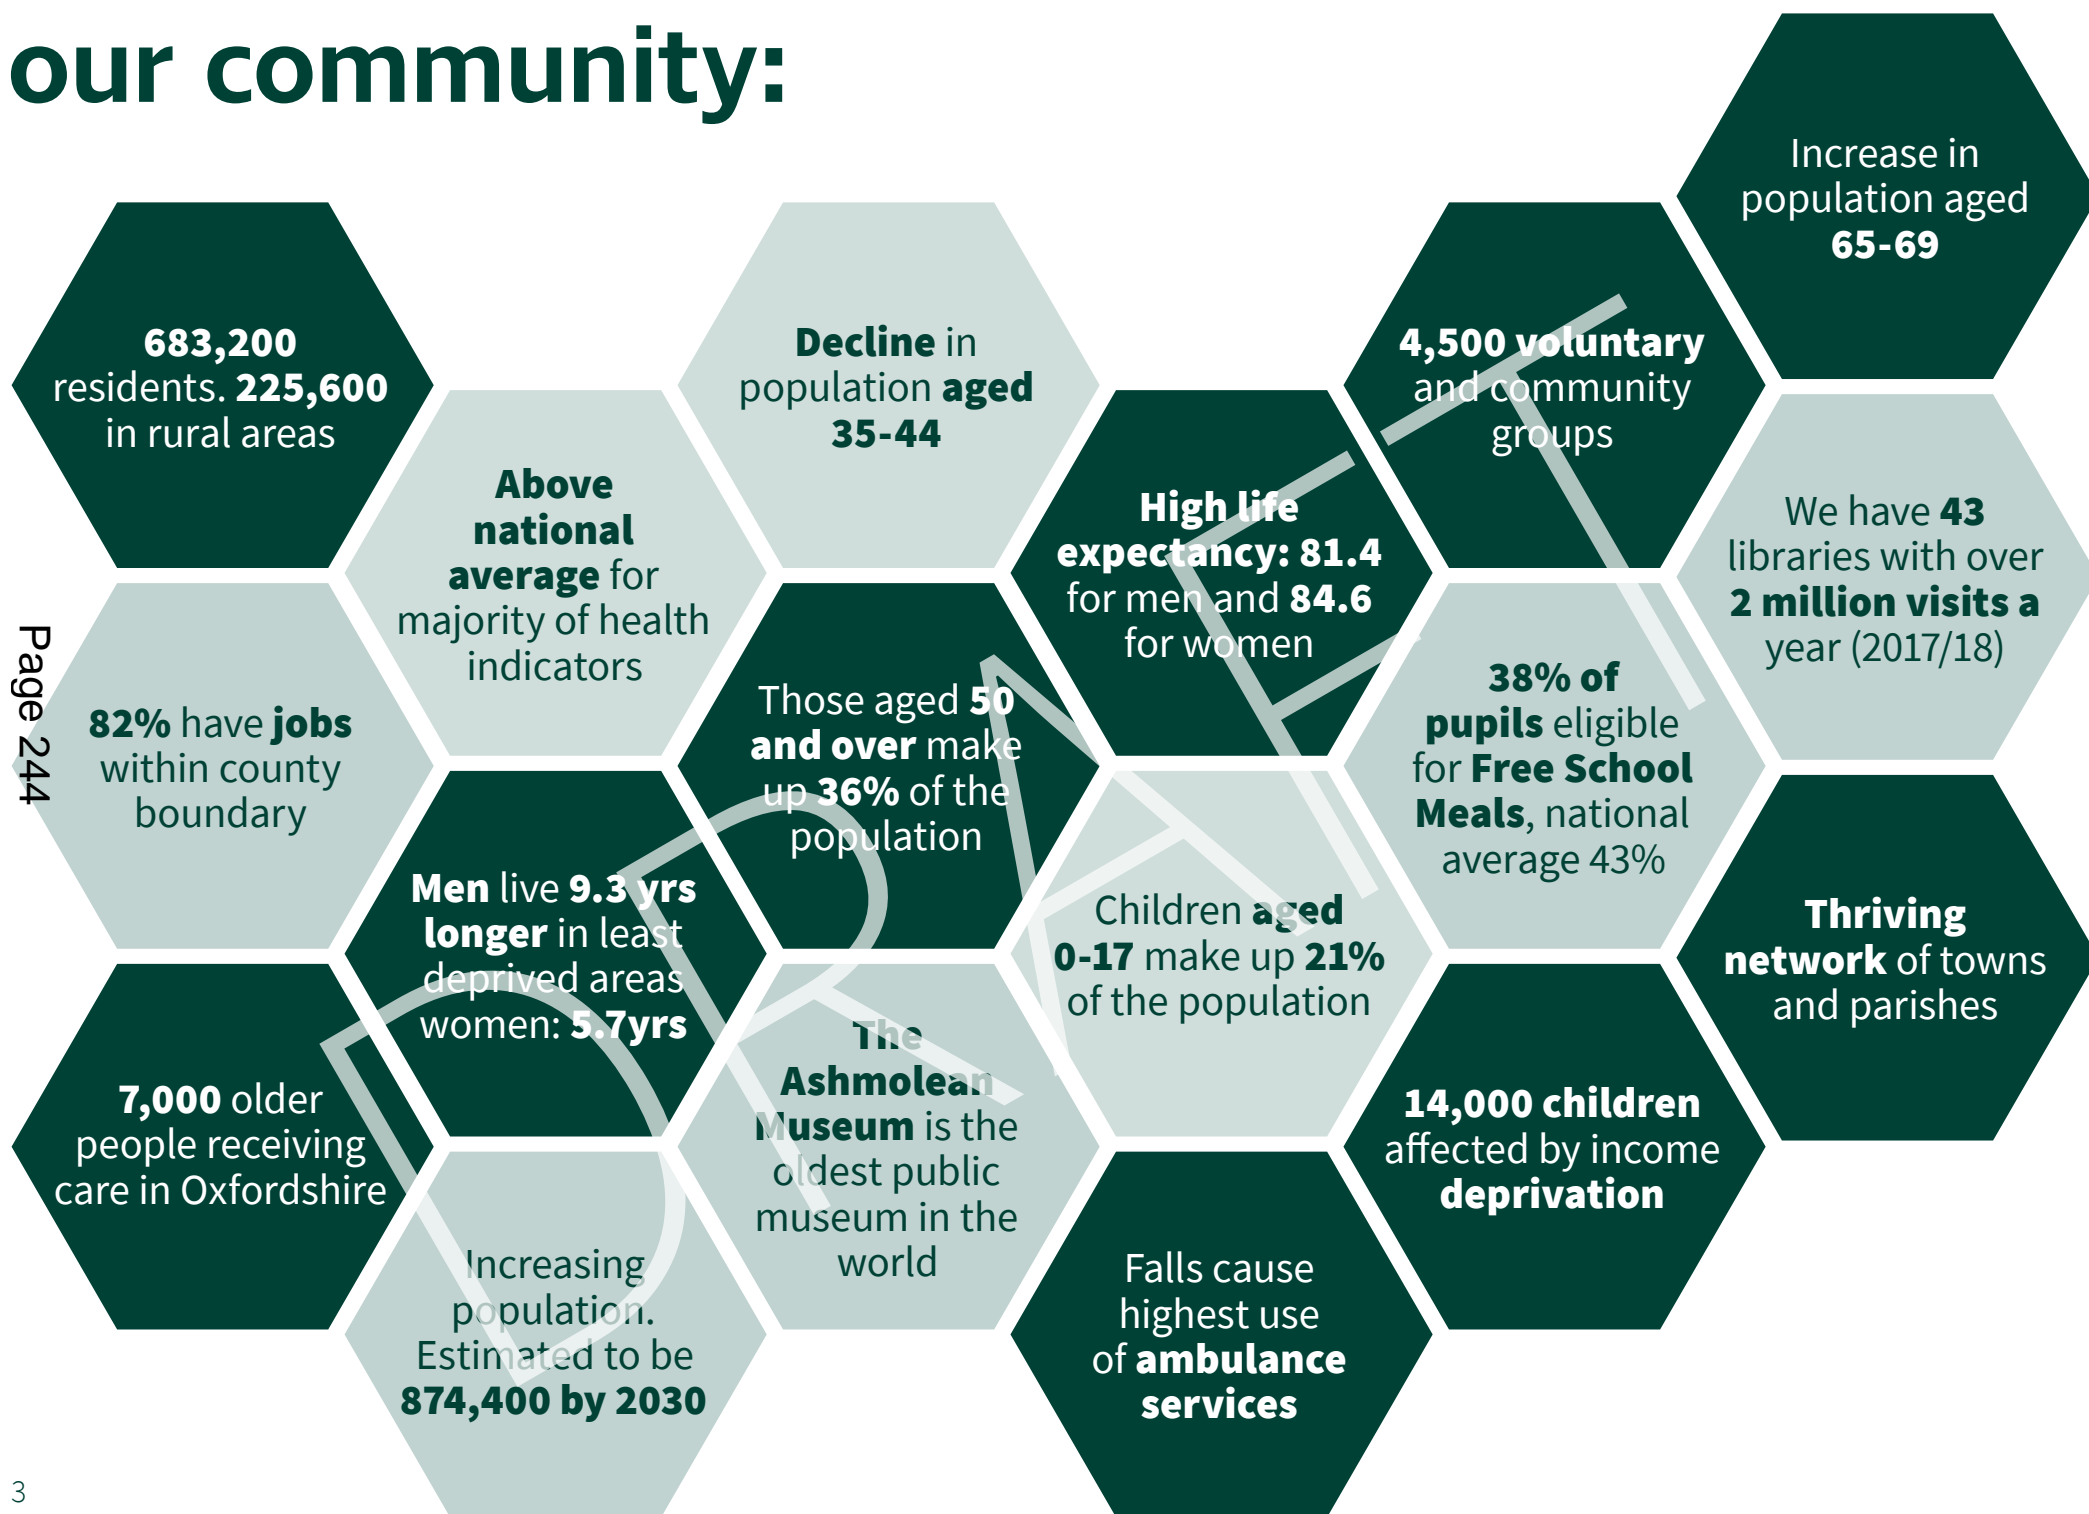 our community:
Increase in
population aged
65-69
683,200
residents. 225,600
in rural areas
Decline in
population aged
35-44
4,500 voluntary
and community
groups
Above
national
average for
majority of health
indicators
High life
expectancy: 81.4
for men and 84.6
for women
We have 43
libraries with over
2 million visits a
year (2017/18)
82% have jobs
within county
boundary
Those aged 50
and over make
up 36% of the
population
38% of
pupils eligible
for Free School
Meals, national
average 43%
Men live 9.3 yrs
longer in least
deprived areas
women: 5.7yrs
Children aged
0-17 make up 21%
of the population
Thriving
network of towns
and parishes
7,000 older
people receiving
care in Oxfordshire
The
Ashmolean
Museum is the
oldest public
museum in the
world
14,000 children
affected by income
deprivation
Increasing
population.
Estimated to be
874,400 by 2030
Falls cause
highest use
of ambulance
services
DRAFT
Page 244
3